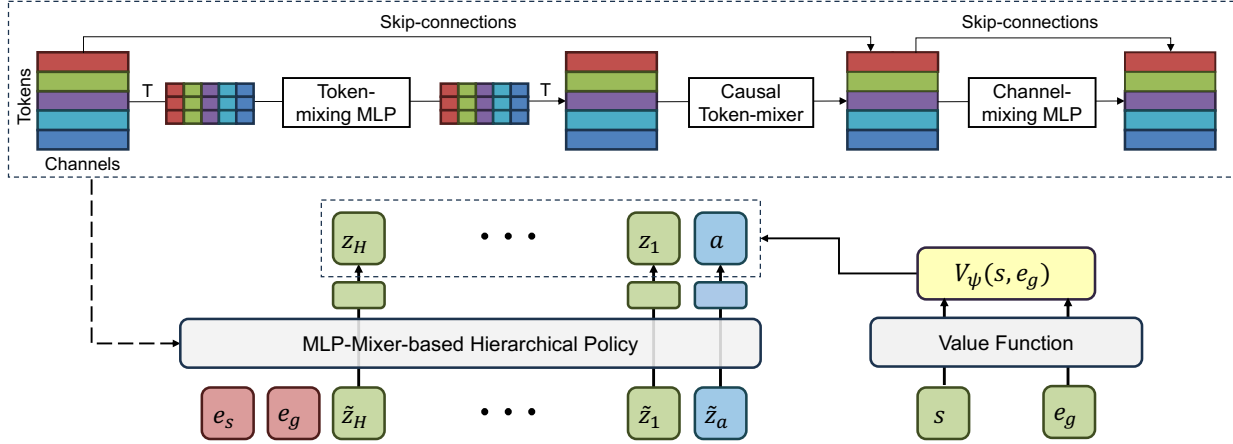 Skip-connections
Skip-connections
Tokens
T
Token-
mixing MLP
T
Causal
Token-mixer
Channel-
mixing MLP
Channels
z_H
• • •
z_1
a
V_ψ(s, e_g)
MLP-Mixer-based Hierarchical Policy
Value Function
e_s
e_g
z̃_H
• • •
z̃_1
z̃_a
s
e_g